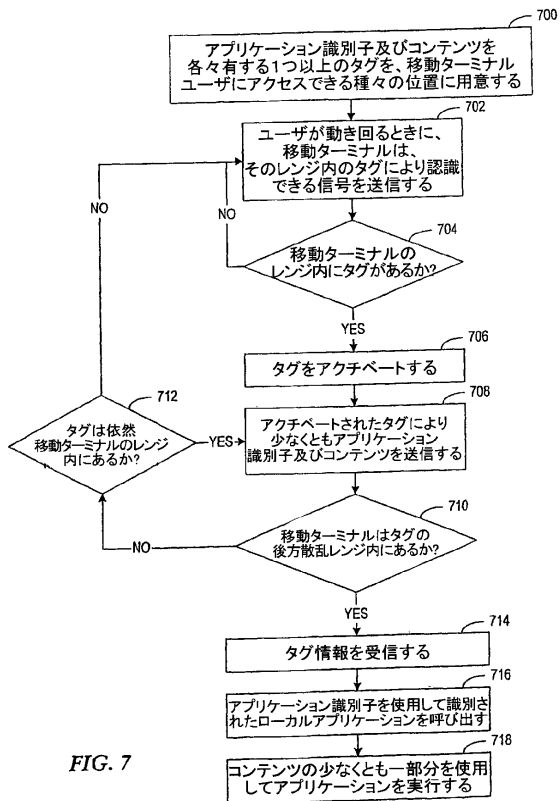 700
アプリケーション識別子及びコンテンツを
各々有する1つ以上のタグを、移動ターミナル
ユーザにアクセスできる種々の位置に用意する
702
ユーザが動き回るときに、
移動ターミナルは、
そのレンジ内のタグにより認識
できる信号を送信する
NO
NO
704
移動ターミナルの
レンジ内にタグがあるか?
YES
706
タグをアクチベートする
712
タグは依然
移動ターミナルのレンジ
内にあるか?
YES
708
アクチベートされたタグにより
少なくともアプリケーション
識別子及びコンテンツを送信する
710
移動ターミナルはタグの
後方散乱レンジ内にあるか?
NO
YES
714
タグ情報を受信する
716
アプリケーション識別子を使用して識別
されたローカルアプリケーションを呼び出す
718
コンテンツの少なくとも一部分を使用
してアプリケーションを実行する
FIG. 7